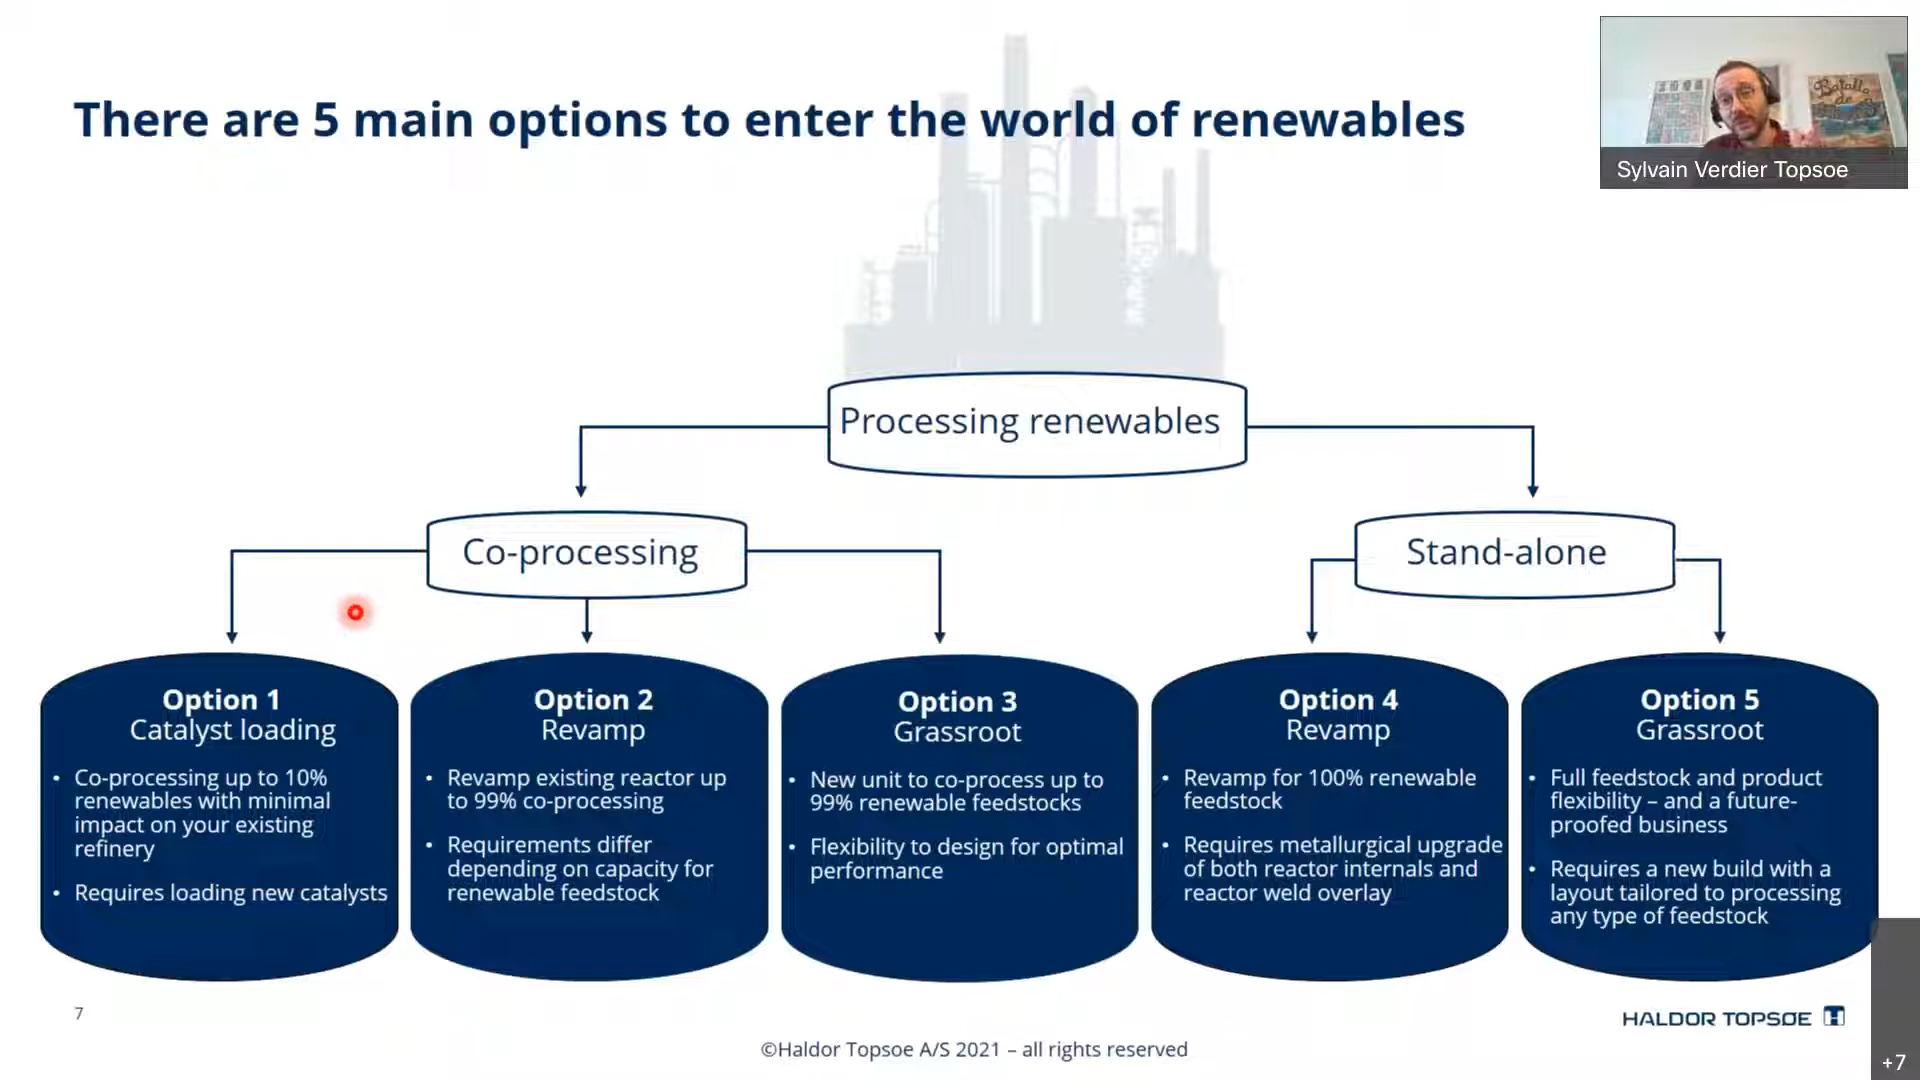 There are 5 main options to enter the world of renewables
Batalla
de
Sylvain Verdier Topsoe
Processing renewables
Co-processing
Stand-alone
Option 1
Catalyst loading
• Co-processing up to 10%
renewables with minimal
impact on your existing
refinery
• Requires loading new catalysts
Option 2
Revamp
• Revamp existing reactor up
to 99% co-processing
• Requirements differ
depending on capacity for
renewable feedstock
Option 3
Grassroot
• New unit to co-process up to
99% renewable feedstocks
• Flexibility to design for optimal
performance
Option 4
Revamp
• Revamp for 100% renewable
feedstock
• Requires metallurgical upgrade
of both reactor internals and
reactor weld overlay
Option 5
Grassroot
• Full feedstock and product
flexibility – and a future-
proofed business
• Requires a new build with a
layout tailored to processing
any type of feedstock
7
HALDOR TOPSØE
©Haldor Topsoe A/S 2021 – all rights reserved
+7